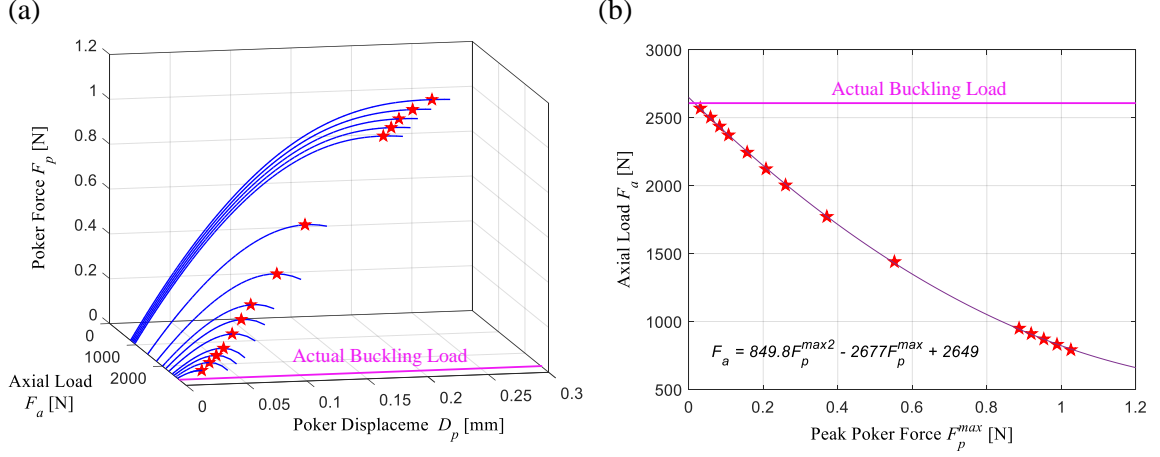 (a)
1.2
1
0.8
0.6
0.4
0.2
0
Poker Force F_p [N]
0
1000
2000
Axial Load
F_a [N]
0
0.05
0.1
0.15
0.2
0.25
0.3
Poker Displaceme D_p [mm]
Actual Buckling Load
(b)
3000
2500
2000
1500
1000
500
Axial Load F_a [N]
Actual Buckling Load
F_a = 849.8F_p^max2 - 2677F_p^max + 2649
0
0.2
0.4
0.6
0.8
1
1.2
Peak Poker Force F_p^max [N]